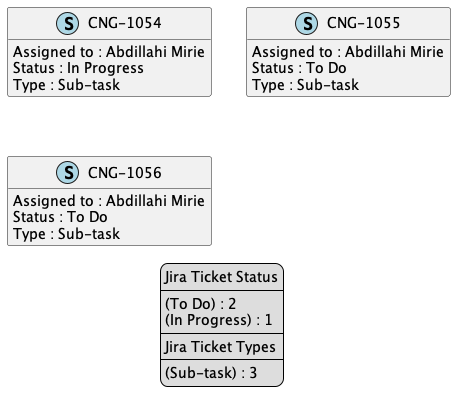 S CNG-1054
Assigned to : Abdillahi Mirie
Status : In Progress
Type : Sub-task
S CNG-1055
Assigned to : Abdillahi Mirie
Status : To Do
Type : Sub-task
S CNG-1056
Assigned to : Abdillahi Mirie
Status : To Do
Type : Sub-task
Jira Ticket Status
(To Do) : 2
(In Progress) : 1
Jira Ticket Types
(Sub-task) : 3